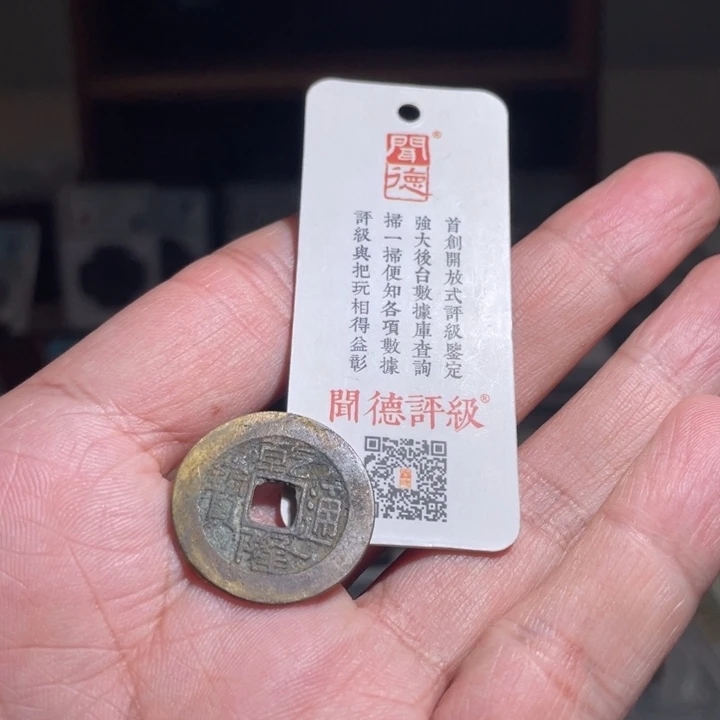 聞德®
首創開放式評級鑒定
強大後台數據庫查詢
掃一掃便知各項數據
評級與把玩相得益彰
聞德評級®
乾隆通寶